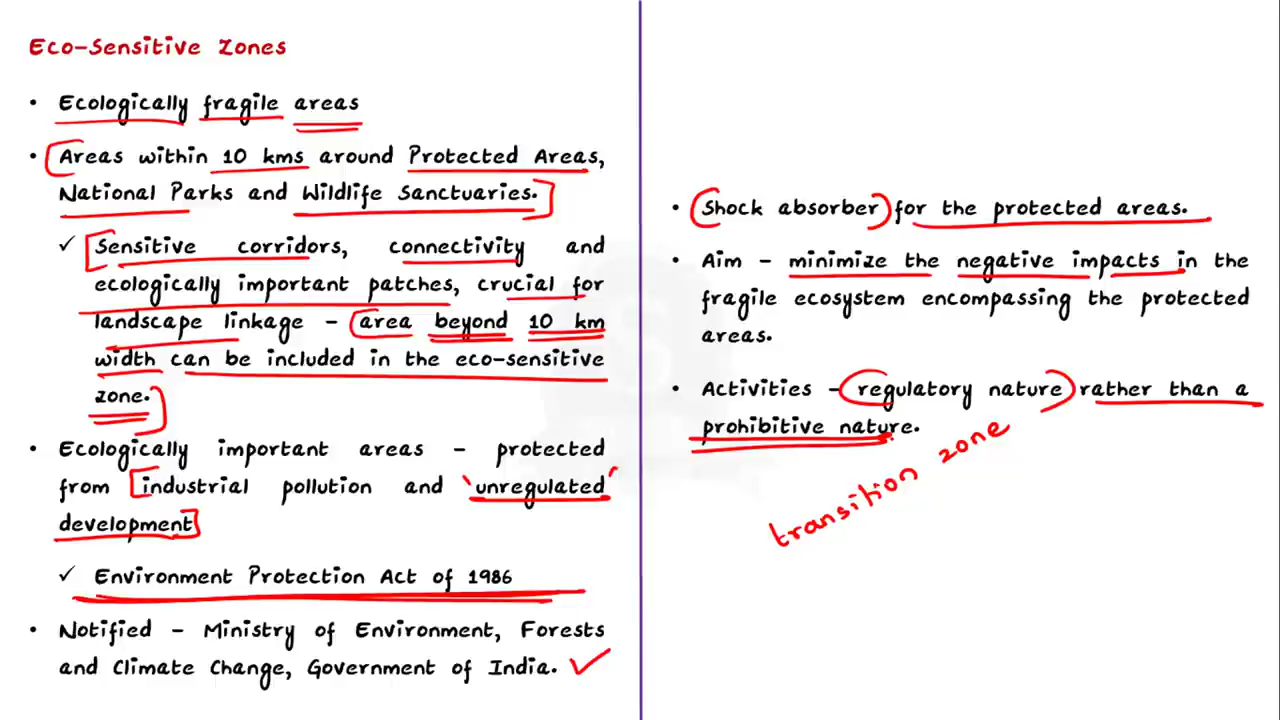 Eco-Sensitive Zones
• Ecologically fragile areas
• Areas within 10 kms around Protected Areas,
National Parks and Wildlife Sanctuaries.
✓ Sensitive corridors, connectivity and
ecologically important patches, crucial for
landscape linkage – area beyond 10 km
width can be included in the eco-sensitive
zone.
• Ecologically important areas – protected
from industrial pollution and 'unregulated'
development
✓ Environment Protection Act of 1986
• Notified – Ministry of Environment, Forests
and Climate Change, Government of India.
• Shock absorber for the protected areas.
• Aim – minimize the negative impacts in the
fragile ecosystem encompassing the protected
areas.
• Activities – regulatory nature rather than a
prohibitive nature.
transition zone